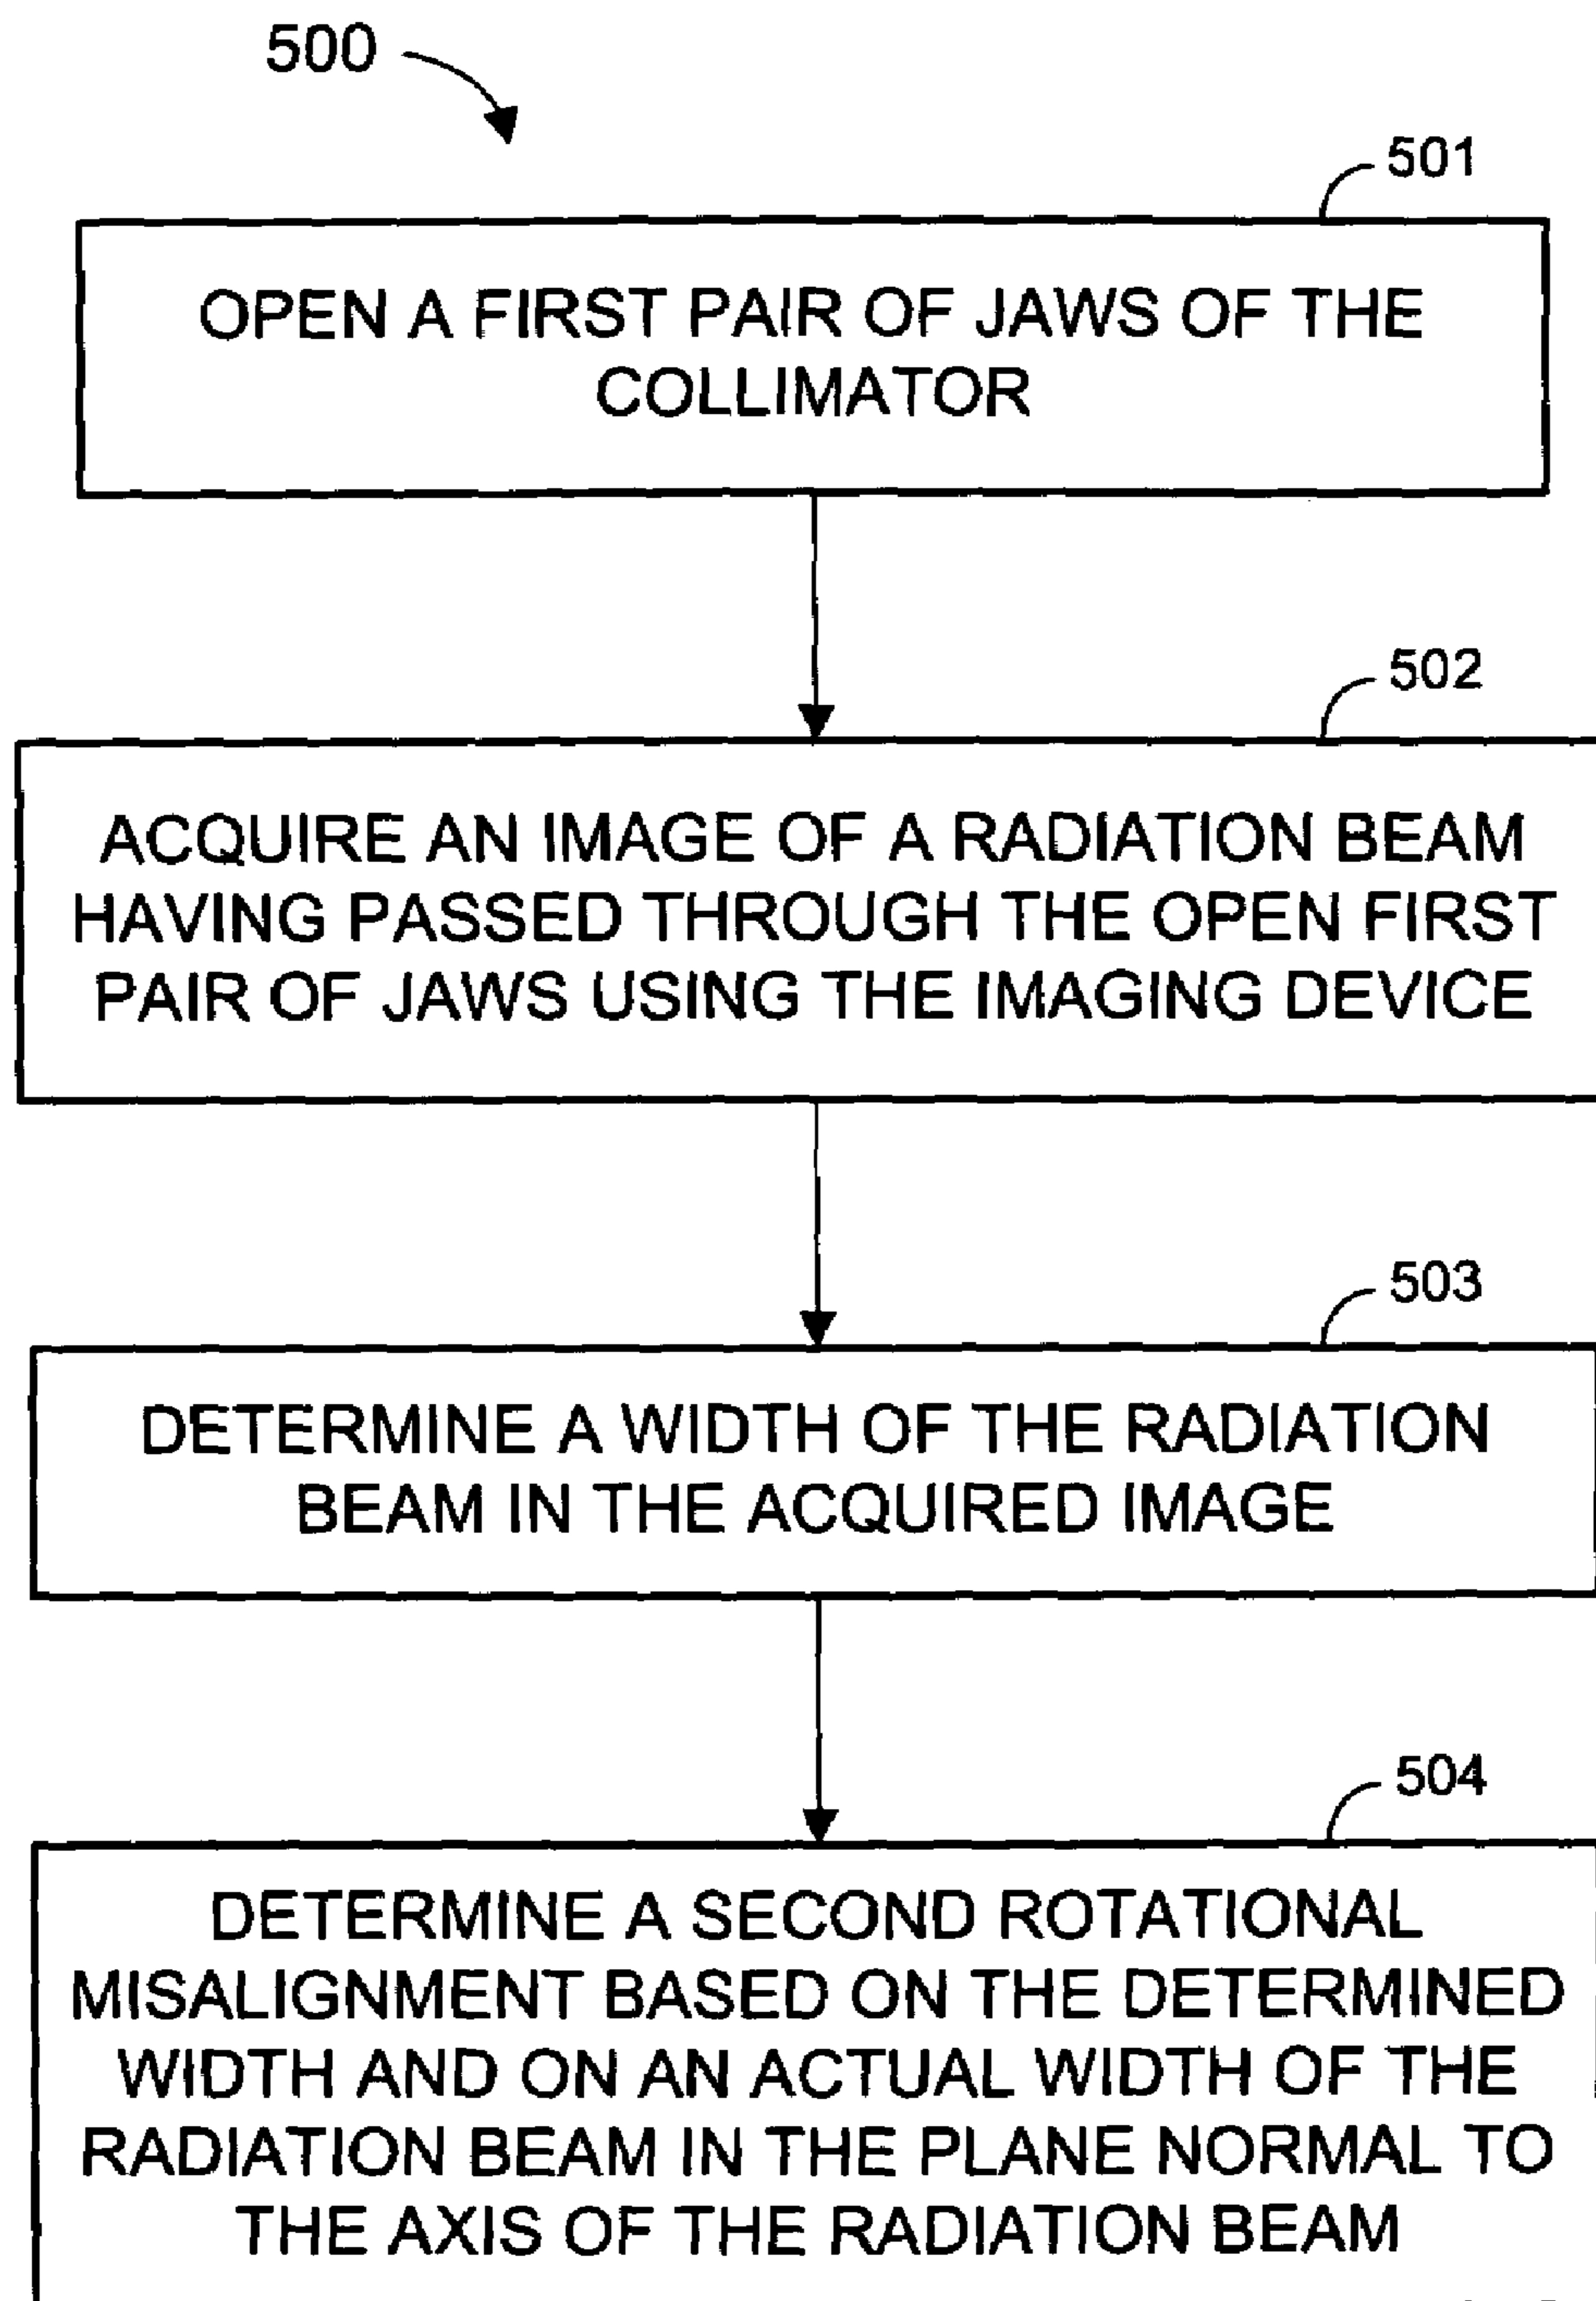 500
501
OPEN A FIRST PAIR OF JAWS OF THE
COLLIMATOR
502
ACQUIRE AN IMAGE OF A RADIATION BEAM
HAVING PASSED THROUGH THE OPEN FIRST
PAIR OF JAWS USING THE IMAGING DEVICE
503
DETERMINE A WIDTH OF THE RADIATION
BEAM IN THE ACQUIRED IMAGE
504
DETERMINE A SECOND ROTATIONAL
MISALIGNMENT BASED ON THE DETERMINED
WIDTH AND ON AN ACTUAL WIDTH OF THE
RADIATION BEAM IN THE PLANE NORMAL TO
THE AXIS OF THE RADIATION BEAM